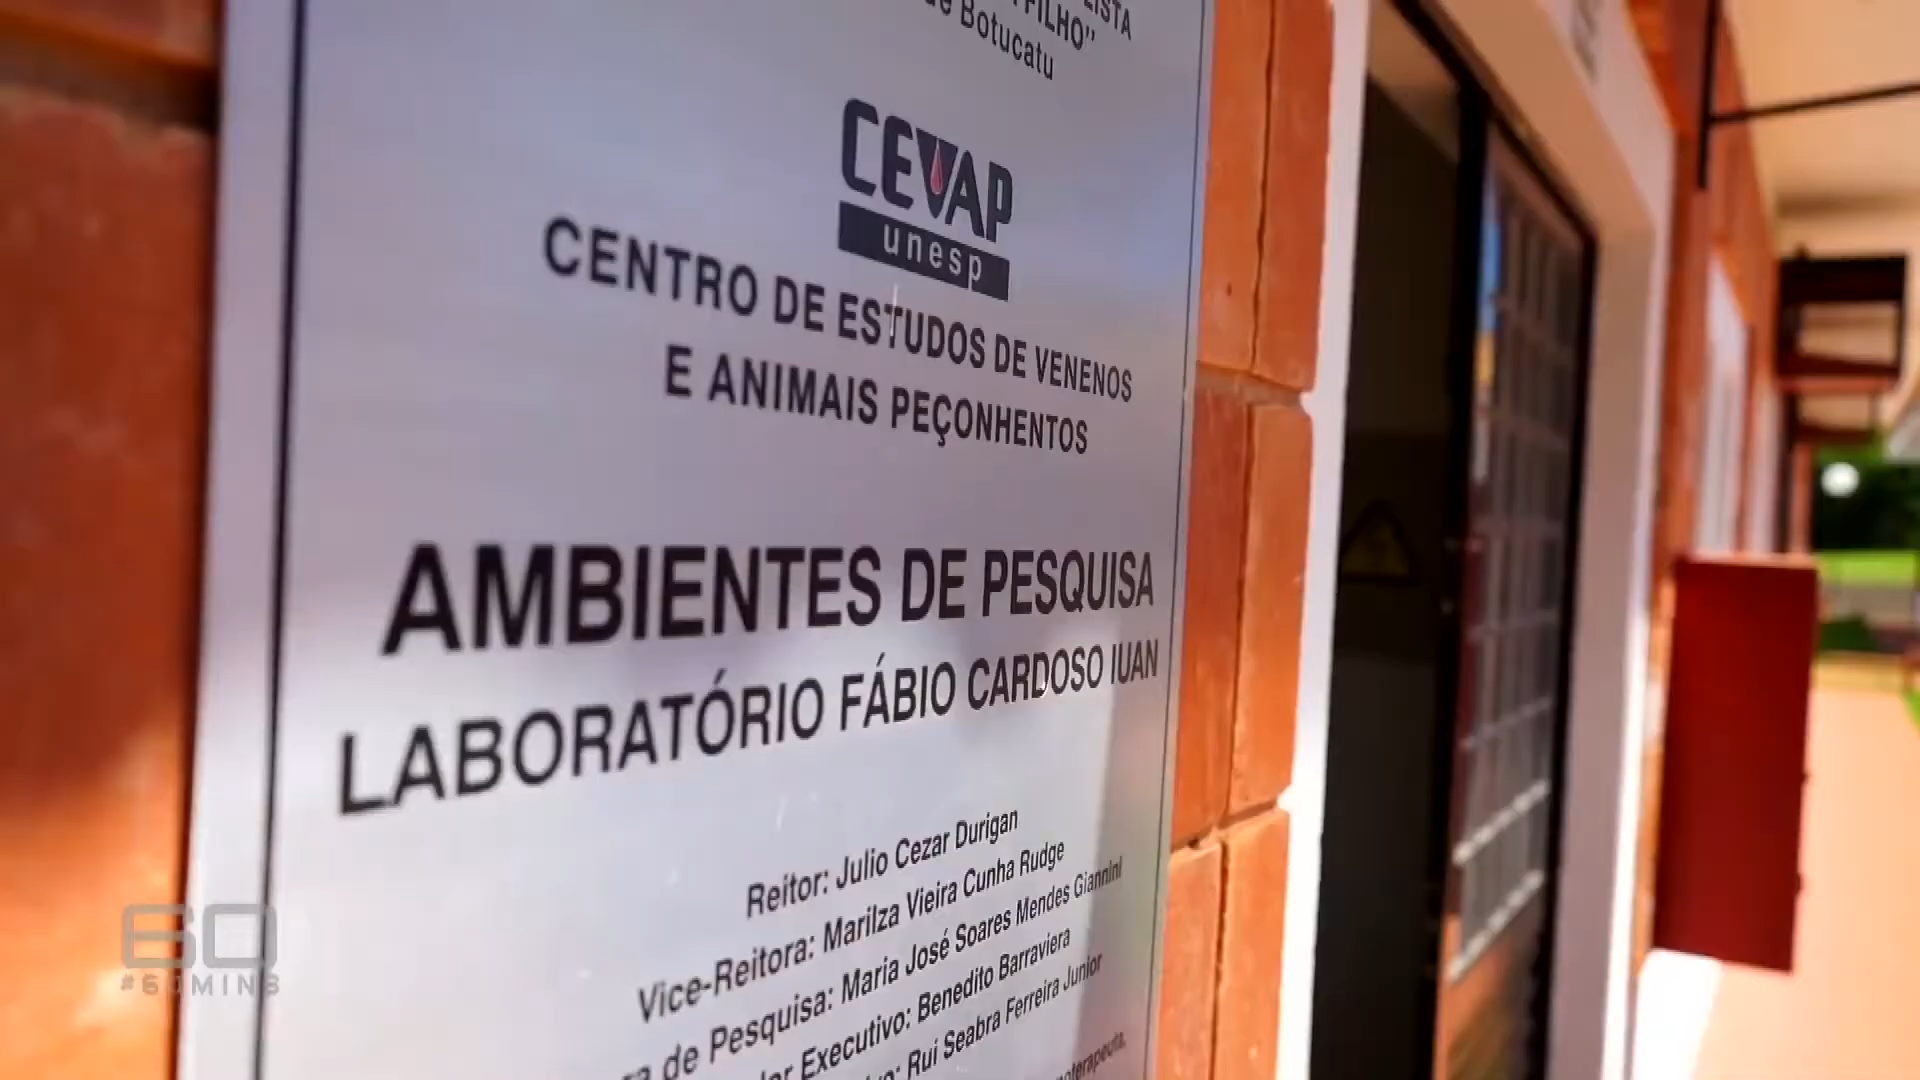 FILHO"
de Botucatu
CEVAP
unesp
CENTRO DE ESTUDOS DE VENENOS
E ANIMAIS PEÇONHENTOS
AMBIENTES DE PESQUISA
LABORATÓRIO FÁBIO CARDOSO IUAN
Reitor: Julio Cezar Durigan
Vice-Reitora: Marilza Vieira Cunha Rudge
de Pesquisa: Maria José Soares Mendes Giannini
Executivo: Benedito Barraviera
Rui Seabra Ferreira Junior
60
#60MINS